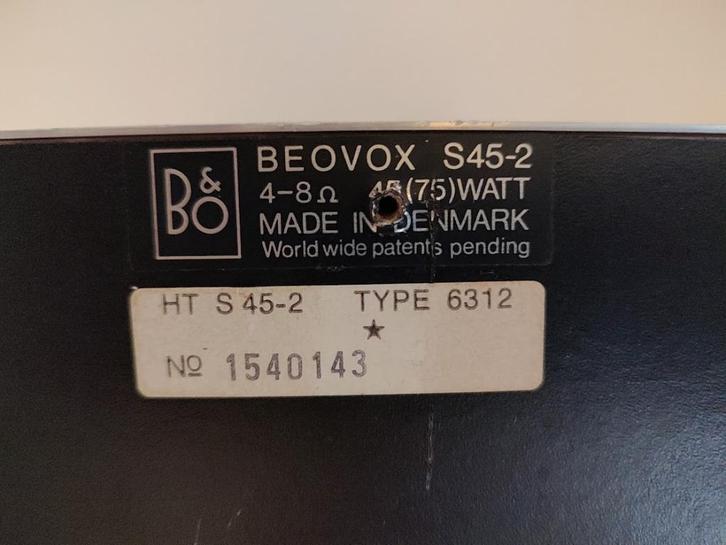 B&O
BEOVOX S45-2
4-8Ω 45(75)WATT
MADE IN DENMARK
World wide patents pending
HT S 45-2 TYPE 6312
★
No 1540143